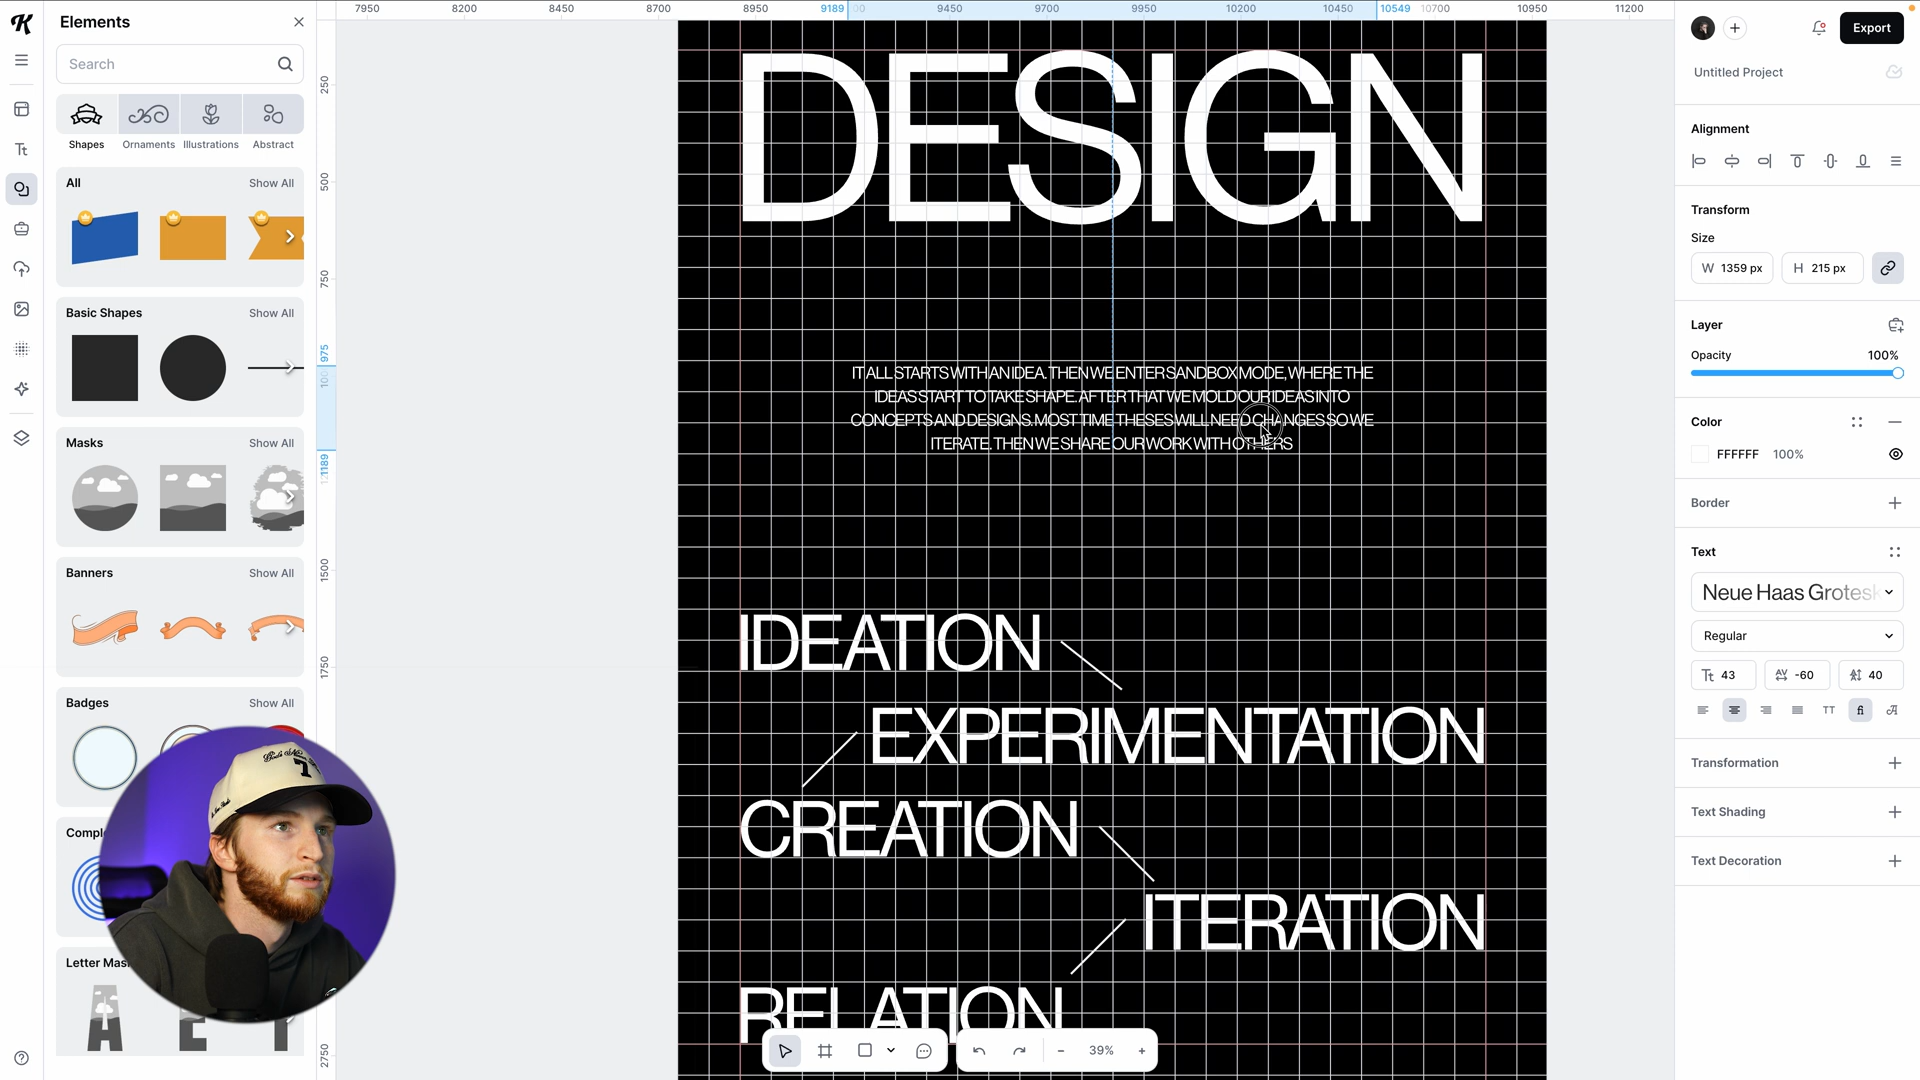 Elements
Search
Shapes
Ornaments
Illustrations
Abstract
All
Show All
Basic Shapes
Show All
Masks
Show All
Banners
Show All
Badges
Show All
Letter Mas
7950
8200
8450
8700
8950
9189
9450
9700
9950
10200
10450
10549
10700
10950
11200
250
500
750
975
1189
1500
1750
2750
DESIGN
IT ALL STARTS WITH AN IDEA. THEN WE ENTER SANDBOX MODE, WHERE THE
IDEAS START TO TAKE SHAPE. AFTER THAT WE MOLD OUR IDEAS INTO
CONCEPTS AND DESIGNS. MOST TIME THESES WILL NEED CHANGES SO WE
ITERATE. THEN WE SHARE OUR WORK WITH OTHERS
IDEATION
EXPERIMENTATION
CREATION
ITERATION
RELATION
39%
Export
Untitled Project
Alignment
Transform
Size
W 1359 px
H 215 px
Layer
Opacity
100%
Color
FFFFFF 100%
Border
Text
Neue Haas Grotesk
Regular
Tt 43
AV -60
40
Transformation
Text Shading
Text Decoration